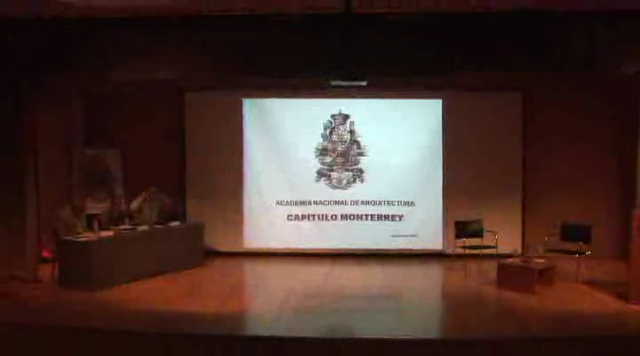 ACADEMIA NACIONAL DE ARQUITECTURA
CAPITULO MONTERREY